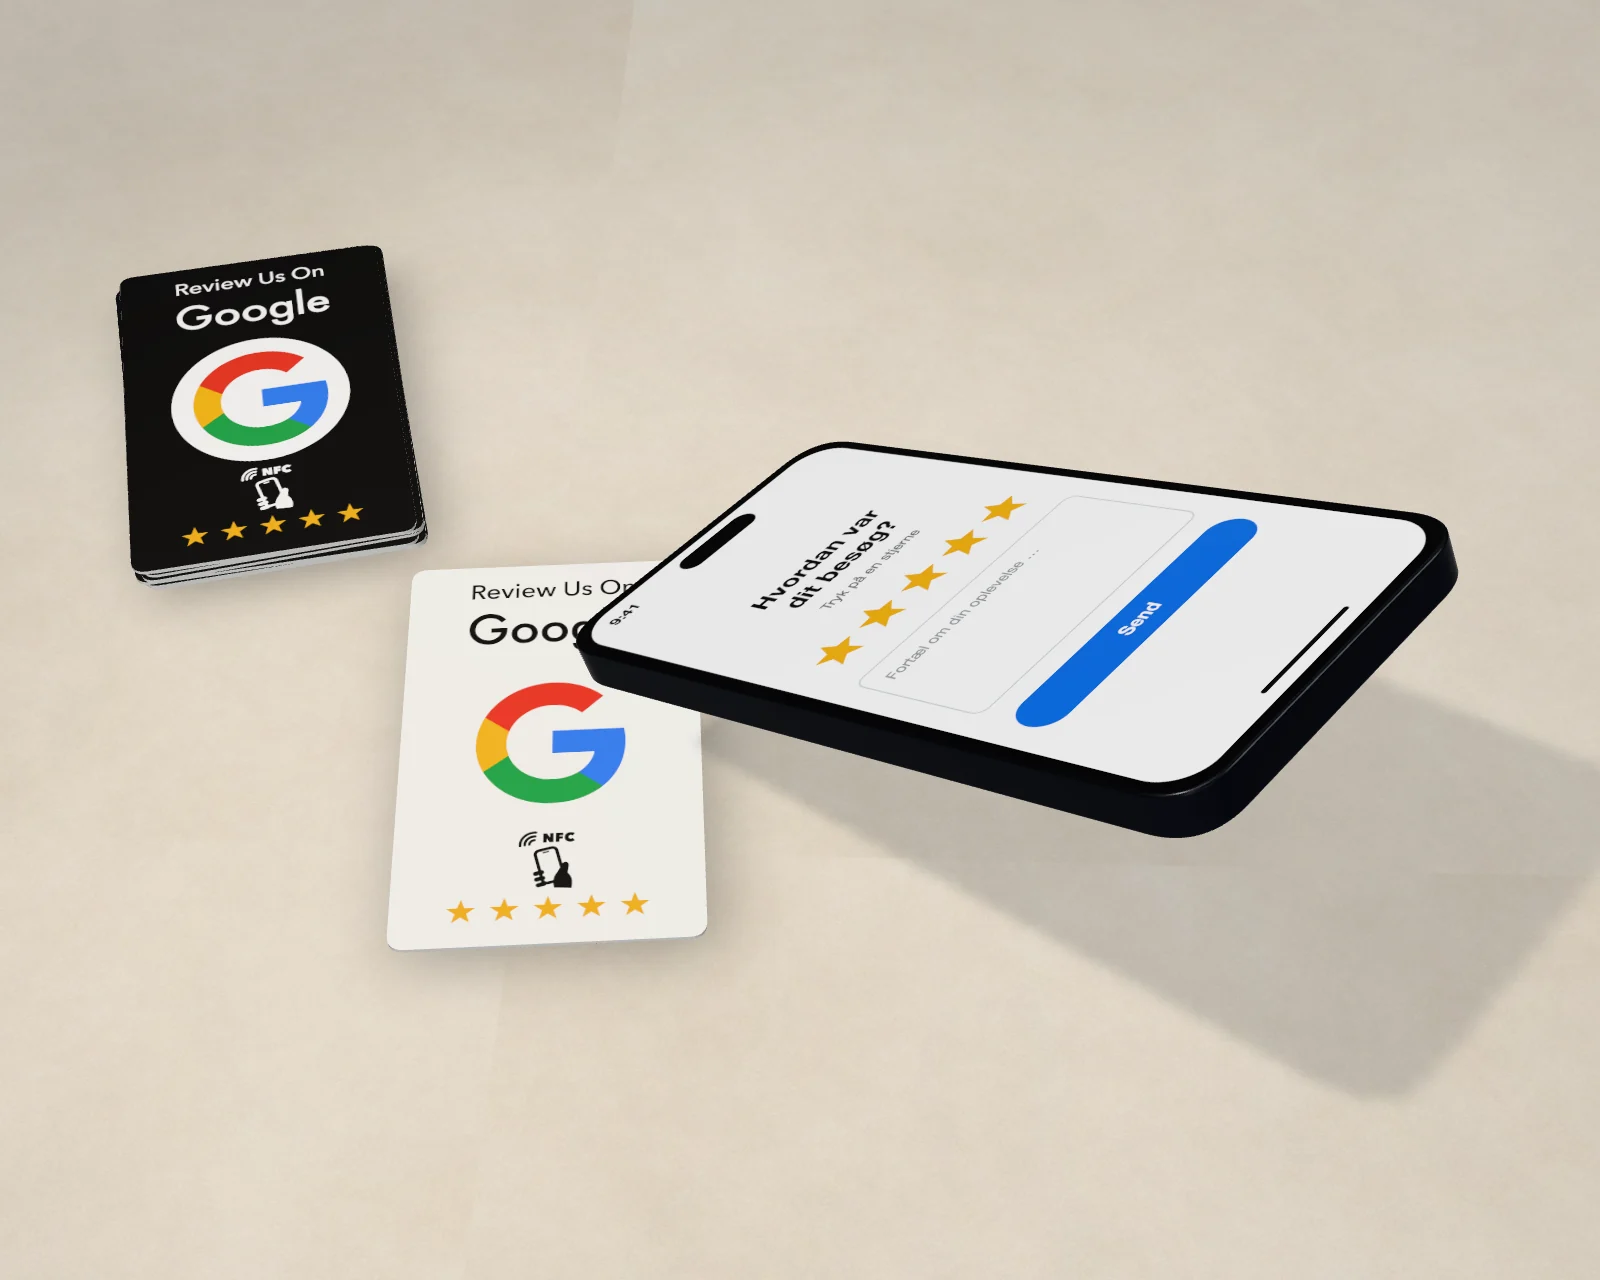 Review Us On
Google
NFC
Review Us On
Goog
NFC
9:41
Hvordan var
dit besøg?
Tryk på en stjerne
Fortæl om din oplevelse ...
Send